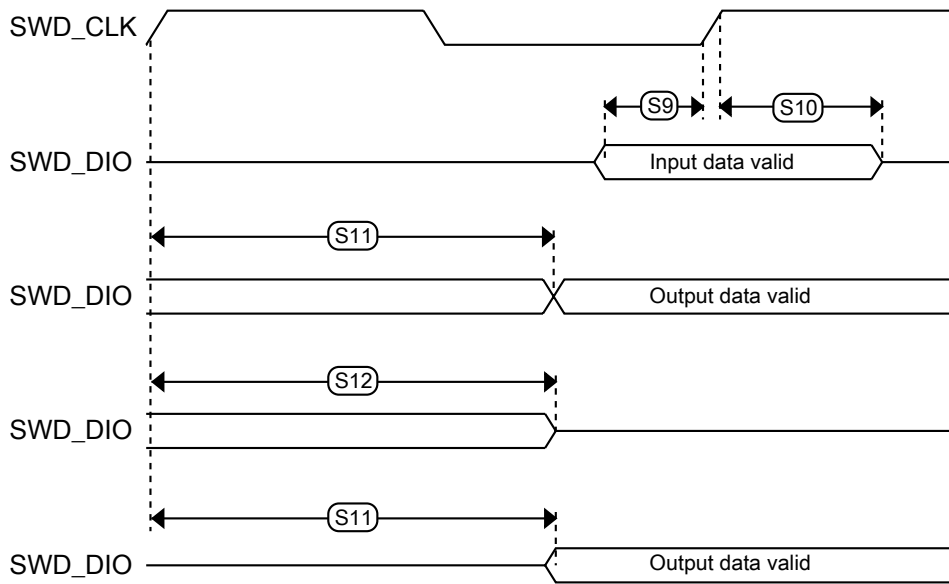 SWD_CLK
S9
S10
SWD_DIO
Input data valid
S11
SWD_DIO
Output data valid
S12
SWD_DIO
S11
SWD_DIO
Output data valid